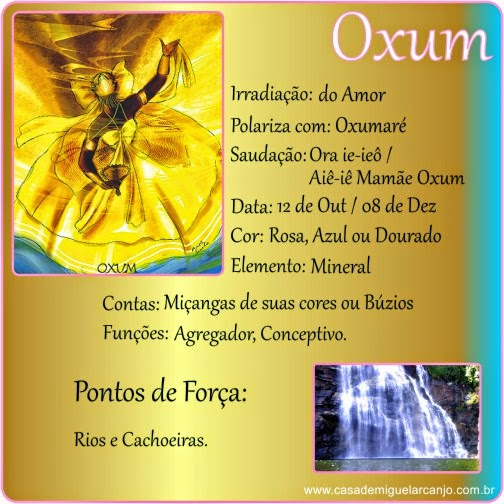 Oxum
OXUM
Irradiação: do Amor
Polariza com: Oxumaré
Saudação: Ora ie-ieô /
Aiê-iê Mamãe Oxum
Data: 12 de Out / 08 de Dez
Cor: Rosa, Azul ou Dourado
Elemento: Mineral
Contas: Miçangas de suas cores ou Búzios
Funções: Agregador, Conceptivo.
Pontos de Força:
Rios e Cachoeiras.
www.casademiguelarcanjo.com.br